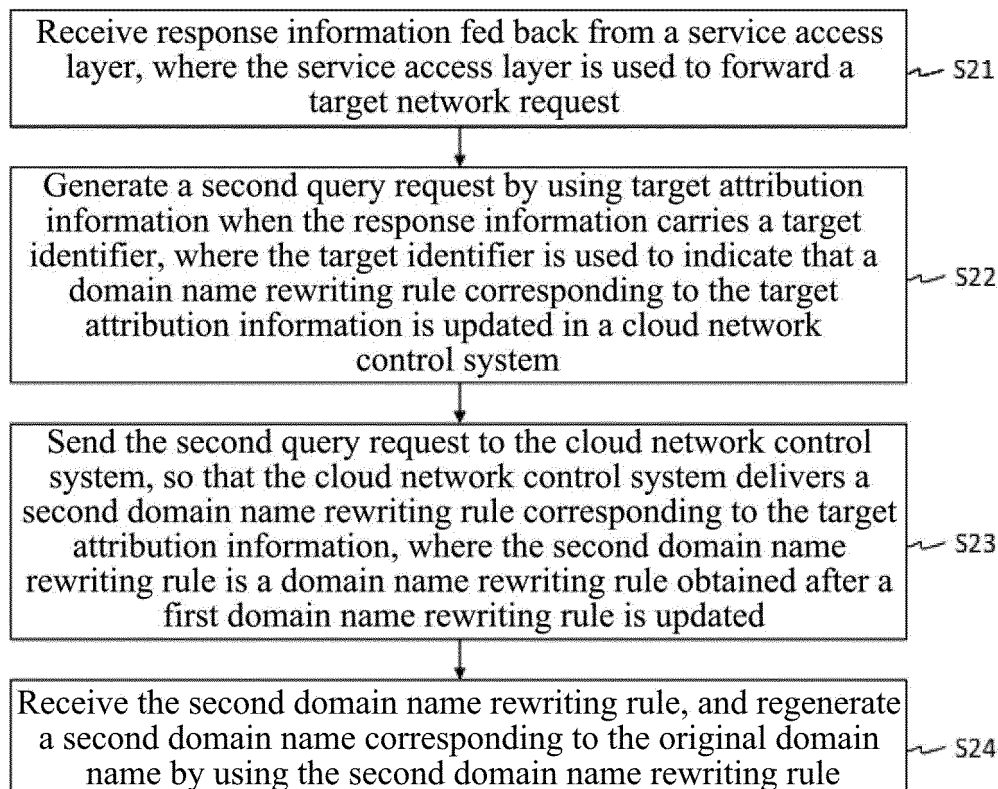 Receive response information fed back from a service access
layer, where the service access layer is used to forward a
target network request
S21
Generate a second query request by using target attribution
information when the response information carries a target
identifier, where the target identifier is used to indicate that a
domain name rewriting rule corresponding to the target
attribution information is updated in a cloud network
control system
S22
Send the second query request to the cloud network control
system, so that the cloud network control system delivers a
second domain name rewriting rule corresponding to the target
attribution information, where the second domain name
rewriting rule is a domain name rewriting rule obtained after a
first domain name rewriting rule is updated
S23
Receive the second domain name rewriting rule, and regenerate
a second domain name corresponding to the original domain
name by using the second domain name rewriting rule
S24